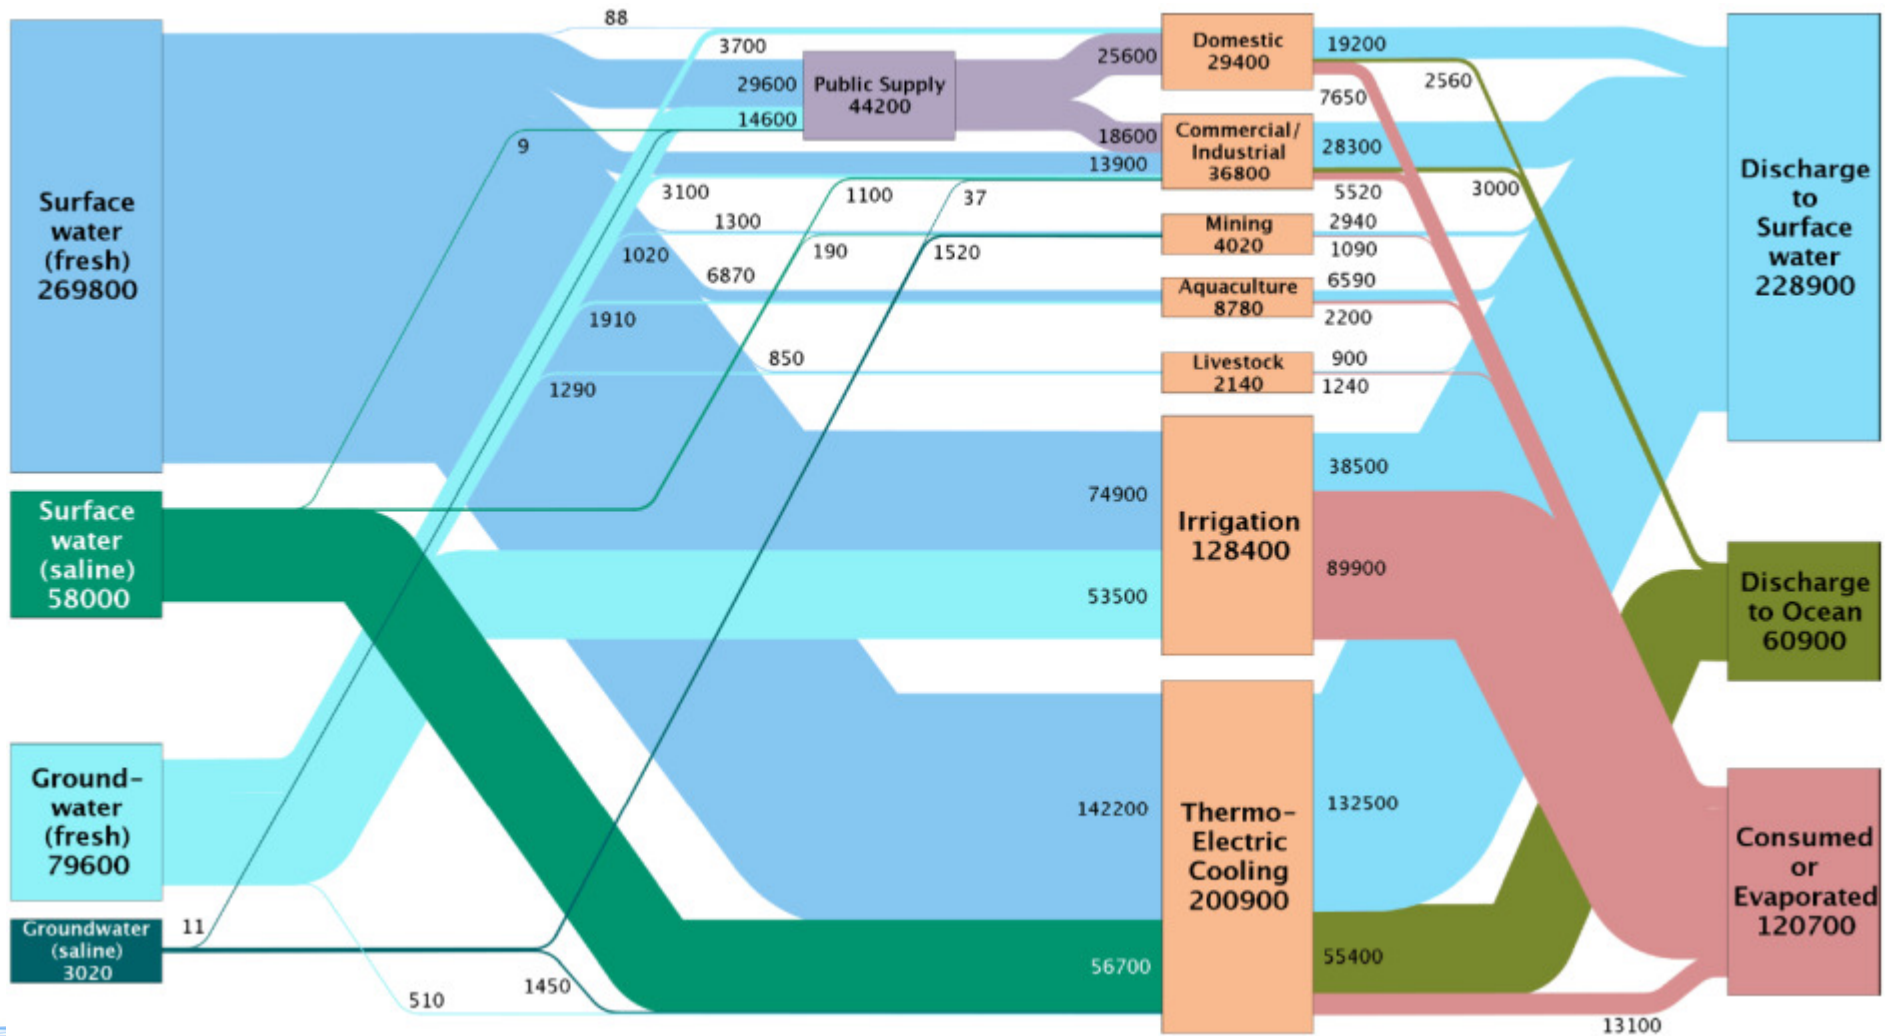 Surface
water
(fresh)
269800
Surface
water
(saline)
58000
Ground-
water
(fresh)
79600
Groundwater
(saline)
3020
88
3700
29600
14600
9
3100
1300
1020
6870
1910
850
1290
1100
190
37
1520
11
510
1450
Public Supply
44200
25600
18600
13900
74900
53500
142200
56700
Domestic
29400
Commercial/
Industrial
36800
Mining
4020
Aquaculture
8780
Livestock
2140
Irrigation
128400
Thermo-
Electric
Cooling
200900
19200
2560
7650
28300
3000
5520
2940
1090
6590
2200
900
1240
38500
89900
132500
55400
13100
Discharge
to
Surface
water
228900
Discharge
to Ocean
60900
Consumed
or
Evaporated
120700